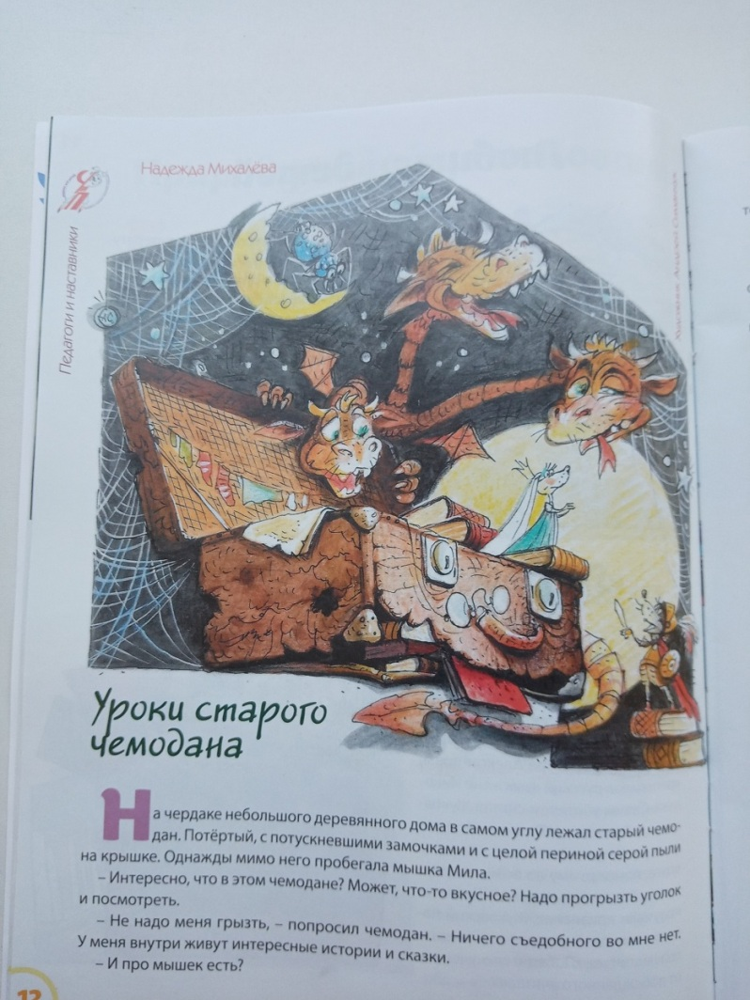 Надежда Михалёва
Педагоги и наставники
Уроки старого
чемодана
На чердаке небольшого деревянного дома в самом углу лежал старый чемо-
дан. Потёртый, с потускневшими замочками и с целой периной серой пыли
на крышке. Однажды мимо него пробегала мышка Мила.
– Интересно, что в этом чемодане? Может, что-то вкусное? Надо прогрызть уголок
и посмотреть.
– Не надо меня грызть, – попросил чемодан. – Ничего съедобного во мне нет.
У меня внутри живут интересные истории и сказки.
– И про мышек есть?
12